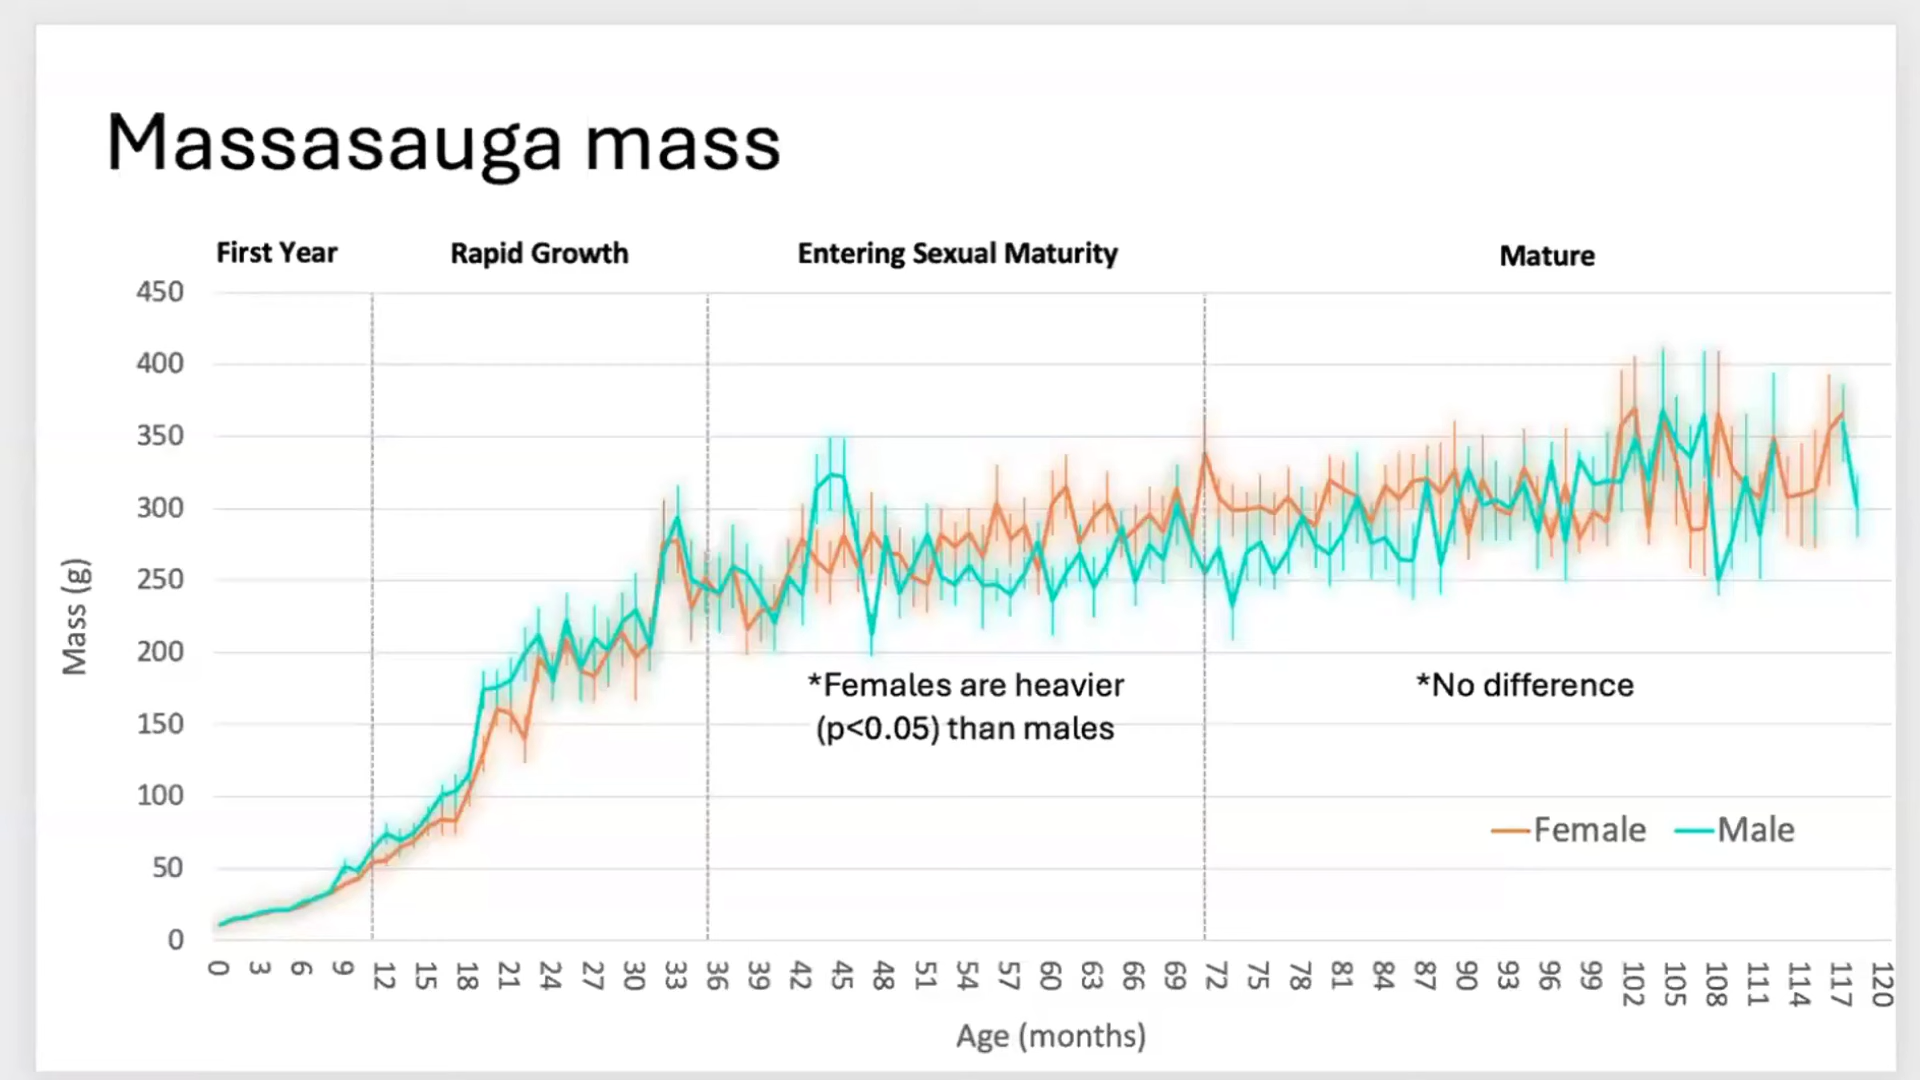 Massasauga mass
First Year Rapid Growth Entering Sexual Maturity Mature
450
400
350
300
250
200
150
100
50
0
Mass (g)
*Females are heavier
(p<0.05) than males
*No difference
Female Male
0 3 6 9 12 15 18 21 24 27 30 33 36 39 42 45 48 51 54 57 60 63 66 69 72 75 78 81 84 87 90 93 96 99 102 105 108 111 114 117 120
Age (months)